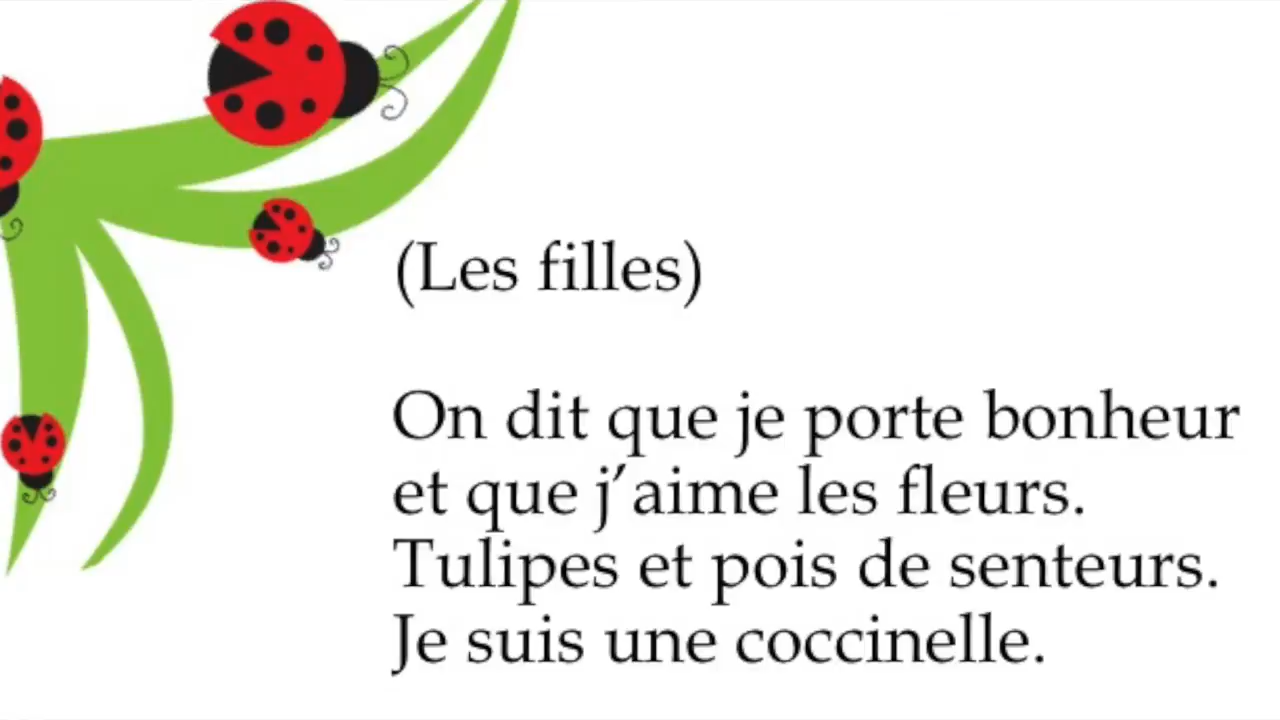 (Les filles)
On dit que je porte bonheur
et que j’aime les fleurs.
Tulipes et pois de senteurs.
Je suis une coccinelle.